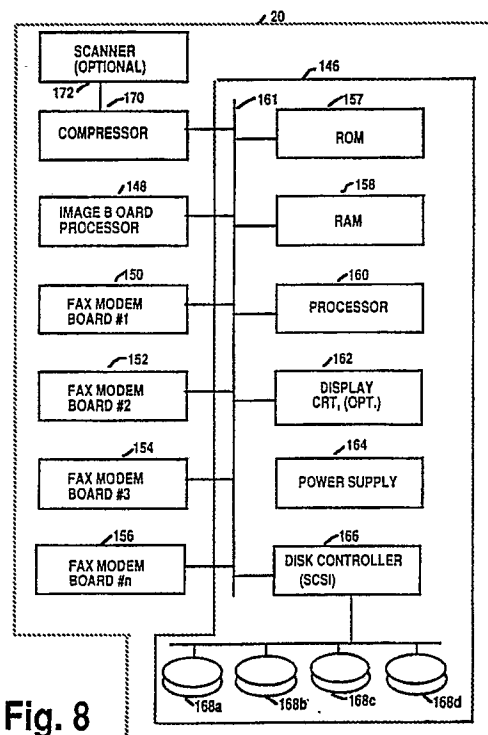 20
SCANNER
(OPTIONAL)
172
170
COMPRESSOR
148
IMAGE B OARD
PROCESSOR
150
FAX MODEM
BOARD #1
152
FAX MODEM
BOARD #2
154
FAX MODEM
BOARD #3
156
FAX MODEM
BOARD #n
146
161
157
ROM
158
RAM
160
PROCESSOR
162
DISPLAY
CRT, (OPT.)
164
POWER SUPPLY
166
DISK CONTROLLER
(SCSI)
168a
168b
168c
168d
Fig. 8